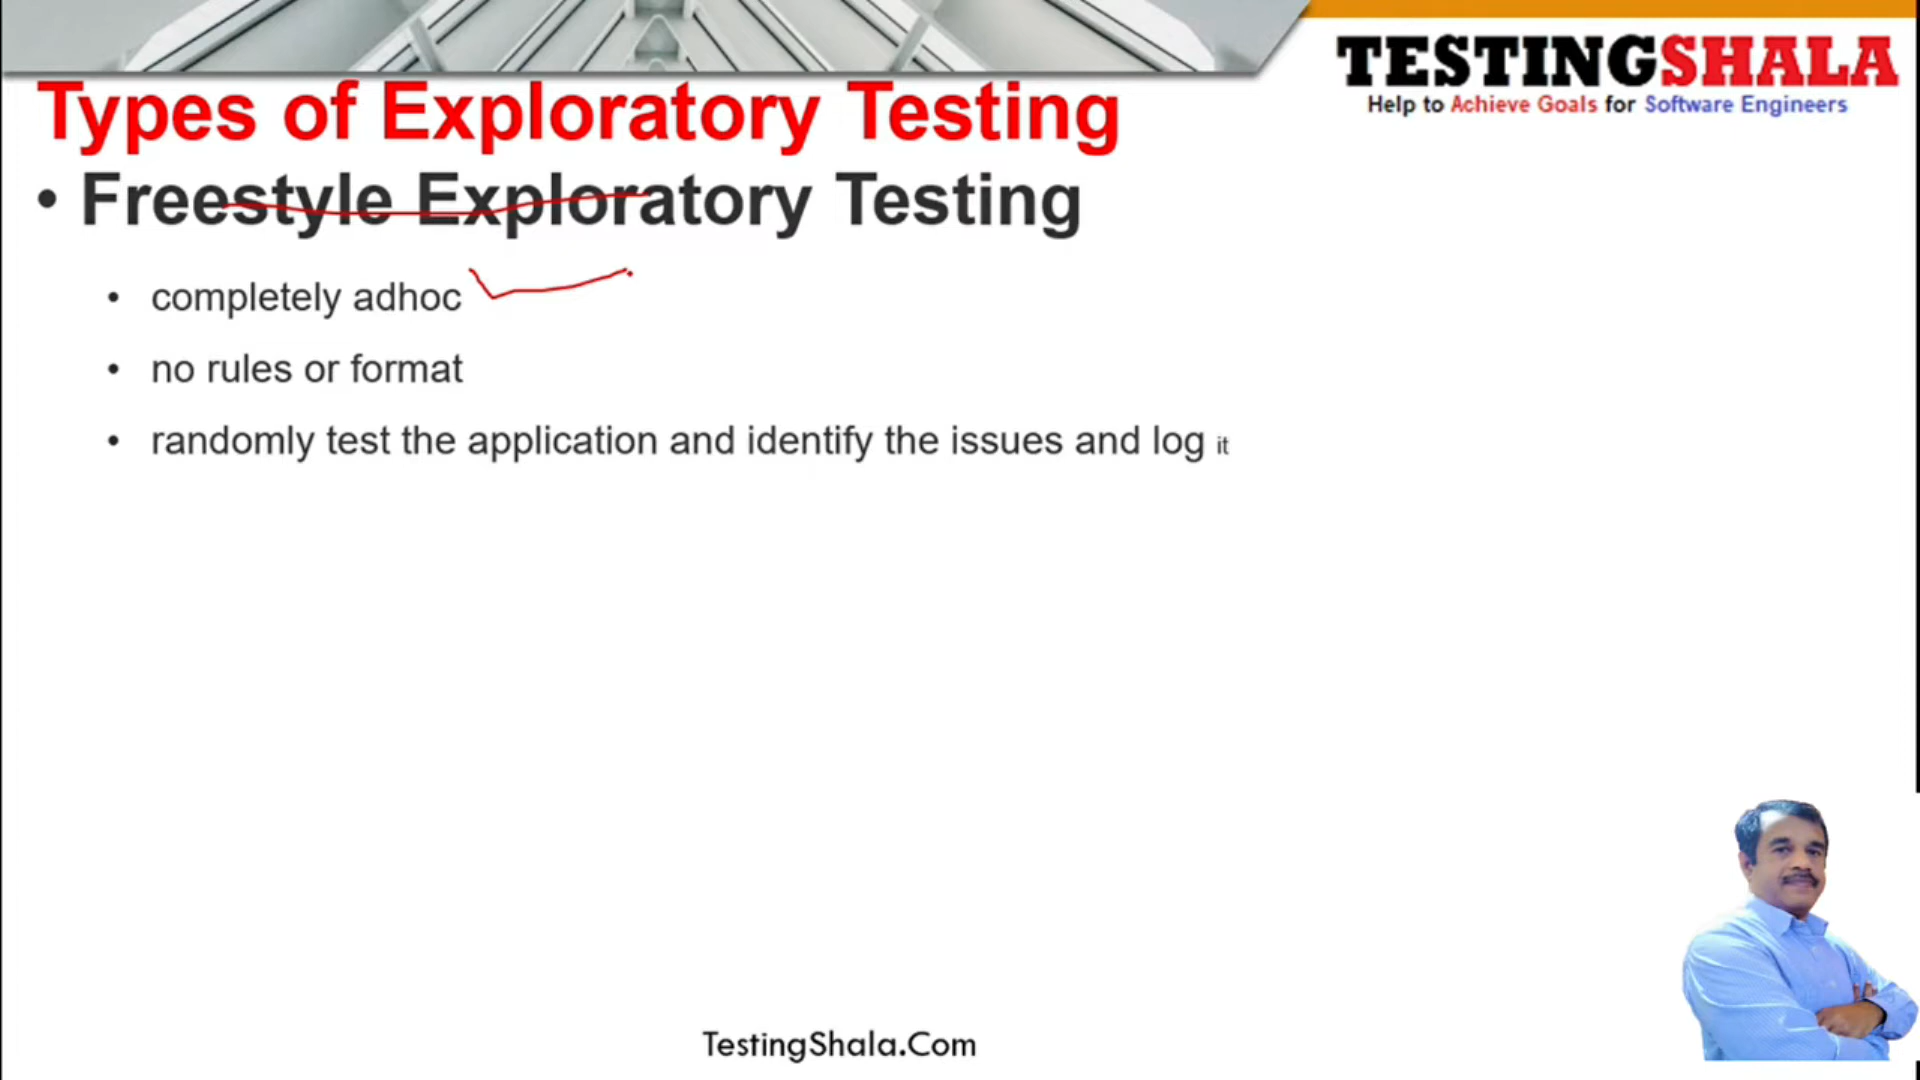 TESTINGSHALA
Help to Achieve Goals for Software Engineers
Types of Exploratory Testing
• Freestyle Exploratory Testing
• completely adhoc
• no rules or format
• randomly test the application and identify the issues and log it
TestingShala.Com